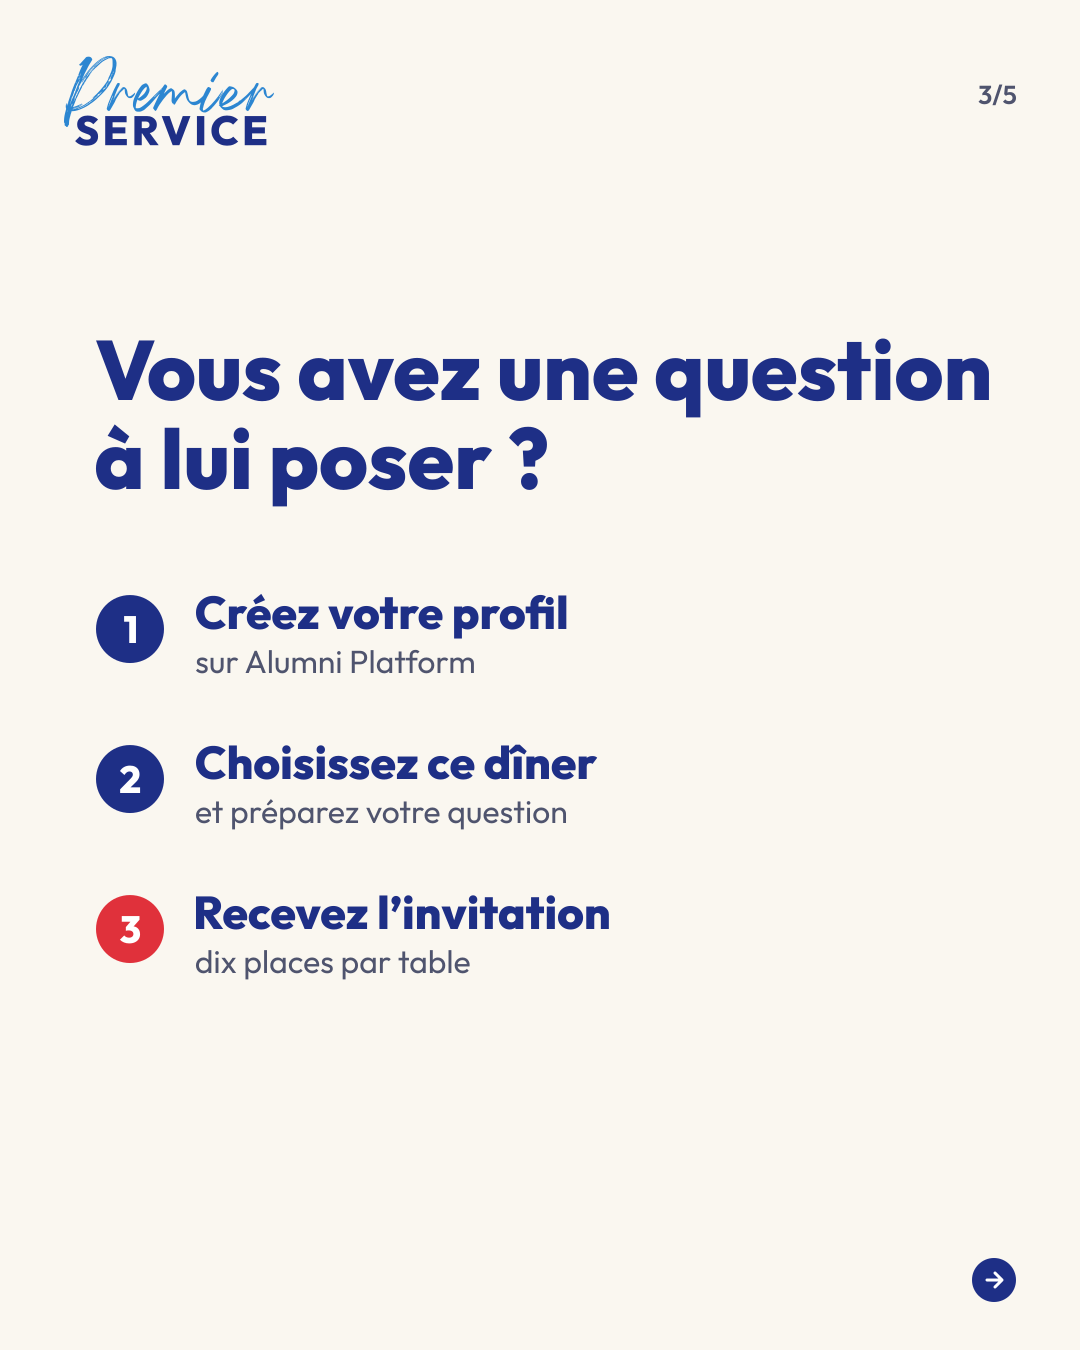 Premier
SERVICE
3/5
Vous avez une question
à lui poser ?
1
Créez votre profil
sur Alumni Platform
2
Choisissez ce dîner
et préparez votre question
3
Recevez l’invitation
dix places par table